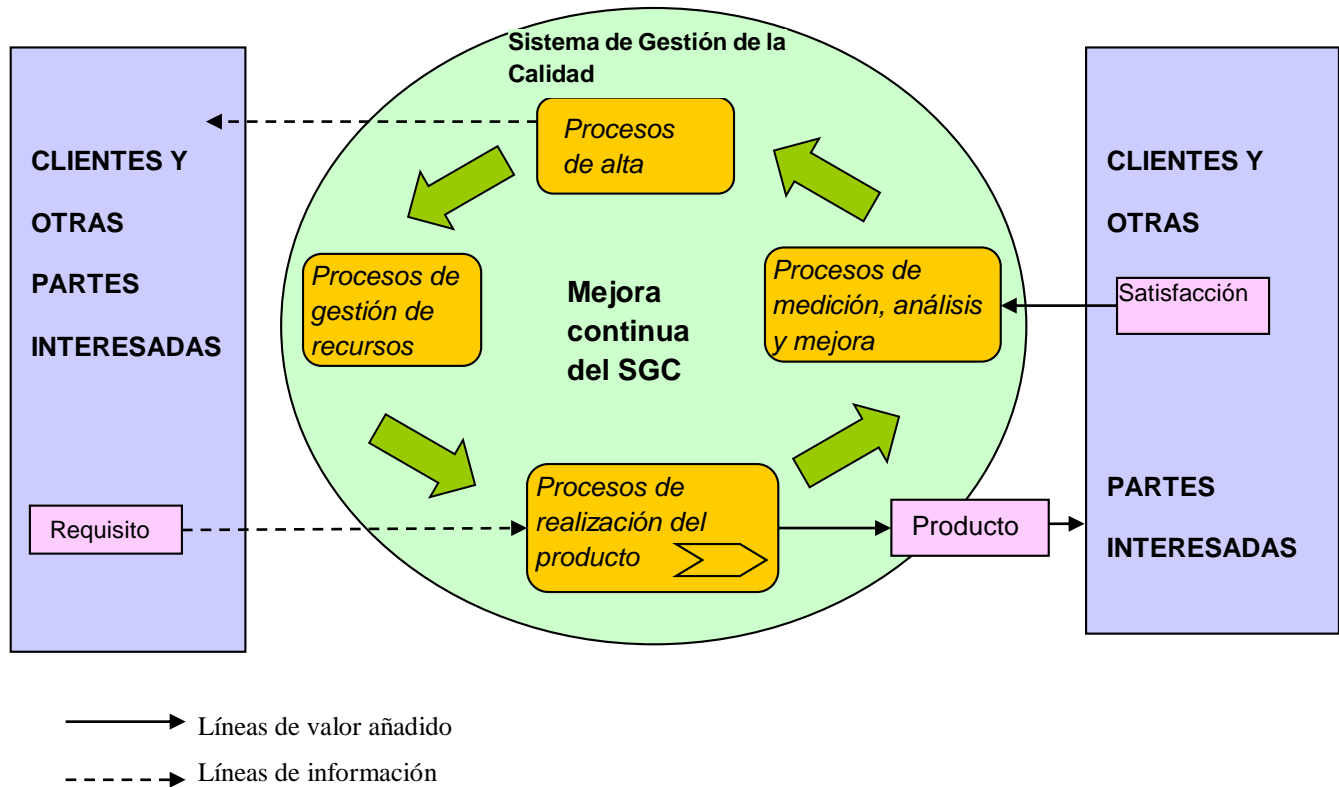 Sistema de Gestión de la
Calidad
Procesos
de alta
CLIENTES Y
OTRAS
PARTES
INTERESADAS
Requisito
Procesos de
gestión de
recursos
Mejora
continua
del SGC
Procesos de
medición, análisis
y mejora
Procesos de
realización del
producto
Producto
CLIENTES Y
OTRAS
Satisfacción
PARTES
INTERESADAS
Líneas de valor añadido
Líneas de información